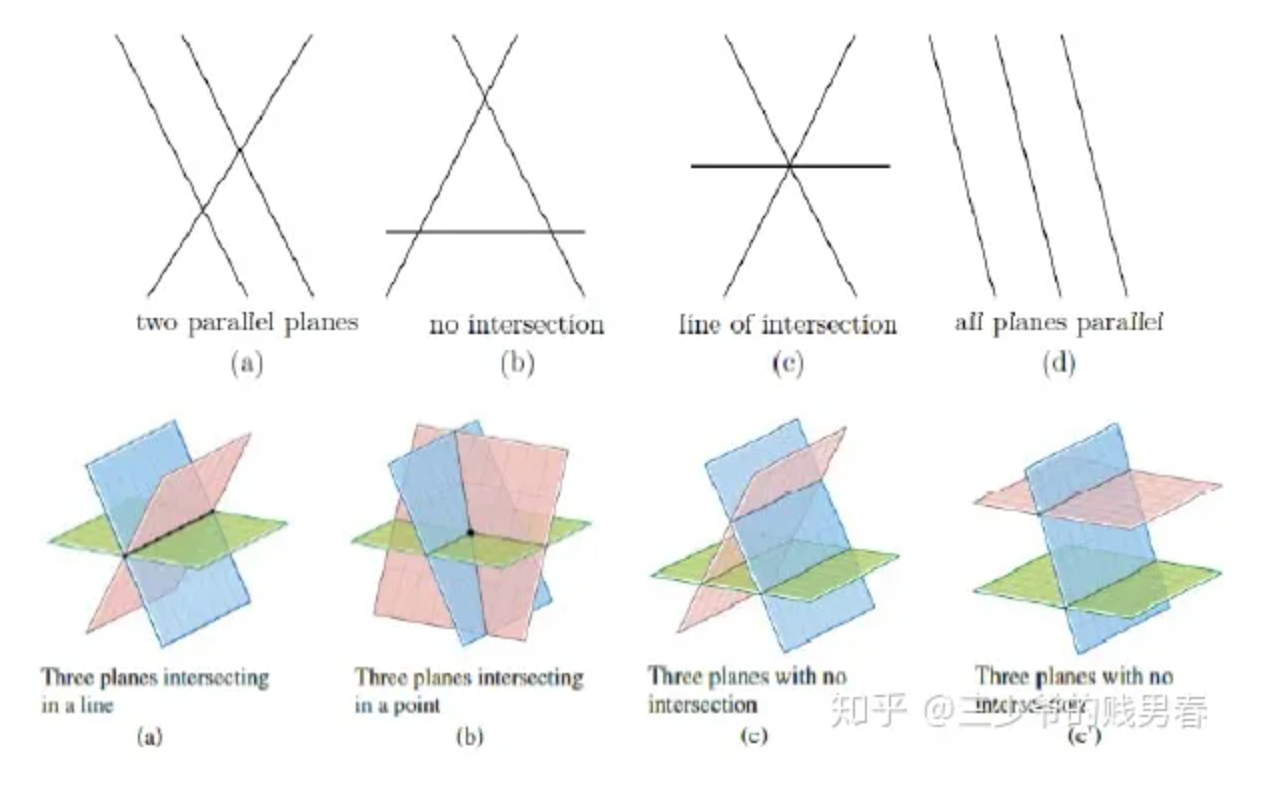 two parallel planes
no intersection
line of intersection
all planes parallel
(a)
(b)
(c)
(d)
Three planes intersecting
in a line
(a)
Three planes intersecting
in a point
(b)
Three planes with no
intersection
(c)
Three planes with no
intersection
(c')
知乎 @三少爷的贱男春